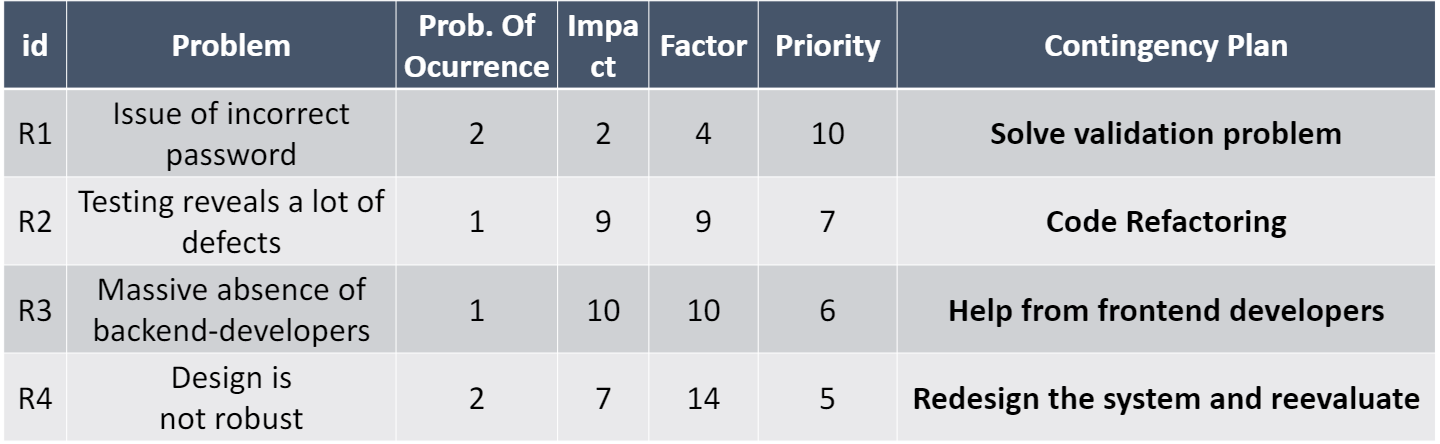 id Problem Prob. Of Ocurrence Impact Factor Priority Contingency Plan
R1 Issue of incorrect password 2 2 4 10 Solve validation problem
R2 Testing reveals a lot of defects 1 9 9 7 Code Refactoring
R3 Massive absence of backend-developers 1 10 10 6 Help from frontend developers
R4 Design is not robust 2 7 14 5 Redesign the system and reevaluate